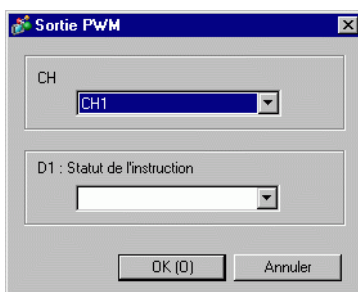 Sortie PWM
CH
CH1
D1 : Statut de l'instruction
OK (O)
Annuler